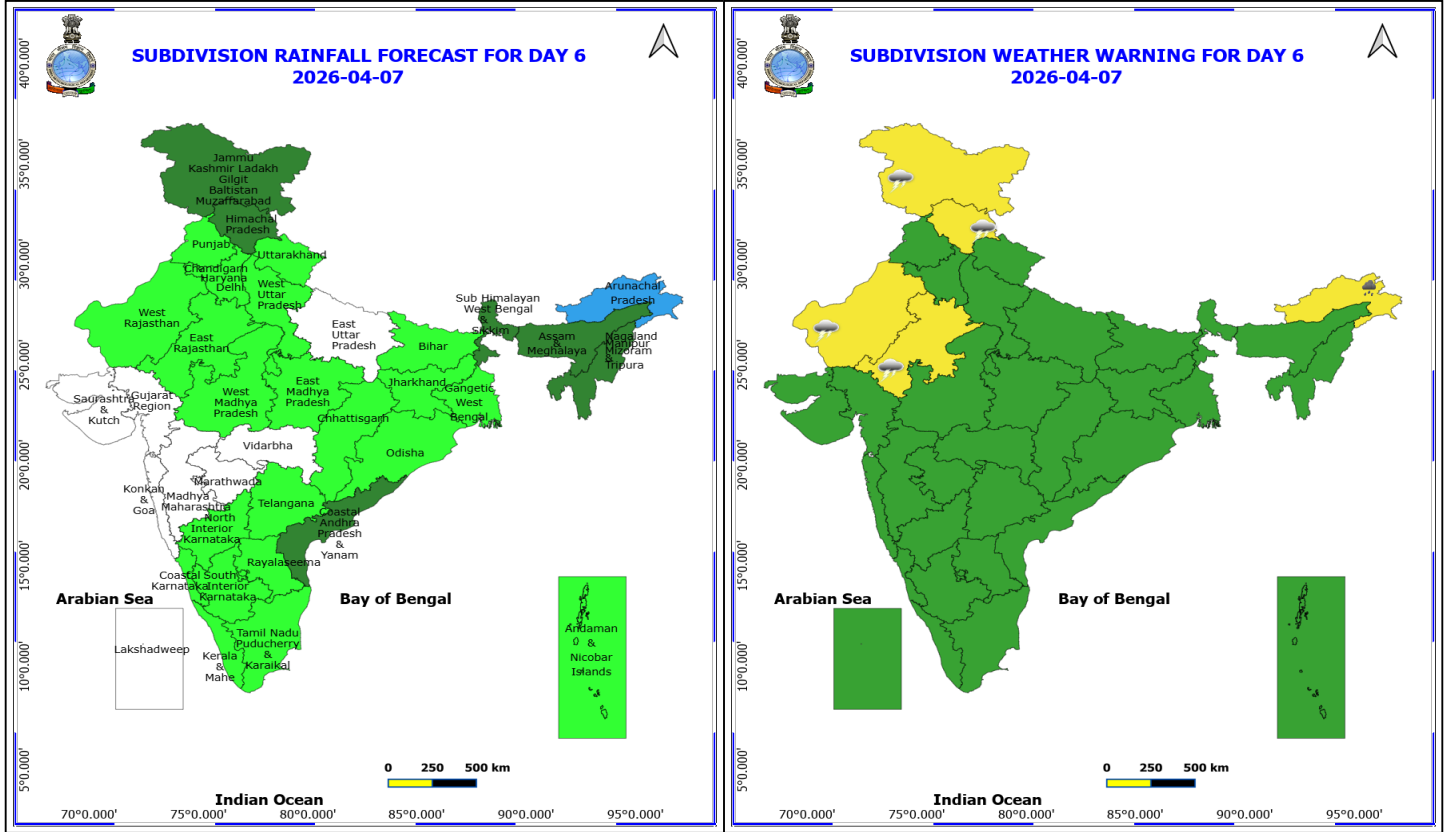 SUBDIVISION RAINFALL FORECAST FOR DAY 6
2026-04-07
40°0.000'
35°0.000'
30°0.000'
25°0.000'
20°0.000'
15°0.000'
10°0.000'
5°0.000'
Jammu
Kashmir Ladakh
Gilgit
Baltistan
Muzaffarabad
Himachal
Pradesh
Punjab
Uttarakhand
Chandigarh
Haryana
Delhi
West
Uttar
Pradesh
West
Rajasthan
East
Rajasthan
East
Uttar
Pradesh
Sub Himalayan
West Bengal
&
Sikkim
Arunachal
Pradesh
Assam
&
Meghalaya
Nagaland
Manipur
Mizoram
&
Tripura
Bihar
Jharkhand
Gangetic
West
Bengal
Saurashtra
&
Kutch
Gujarat
Region
West
Madhya
Pradesh
East
Madhya
Pradesh
Chhattisgarh
Odisha
Vidarbha
Marathwada
Madhya
Maharashtra
Konkan
&
Goa
Telangana
North
Interior
Karnataka
Coastal
Andhra
Pradesh
&
Yanam
Rayalaseema
Coastal
Karnataka
South
Interior
Karnataka
Arabian Sea
Bay of Bengal
Lakshadweep
Kerala
&
Mahe
Tamil Nadu
Puducherry
&
Karaikal
Andaman
&
Nicobar
Islands
0 250 500 km
Indian Ocean
70°0.000' 75°0.000' 80°0.000' 85°0.000' 90°0.000' 95°0.000'
SUBDIVISION WEATHER WARNING FOR DAY 6
2026-04-07
40°0.000'
35°0.000'
30°0.000'
25°0.000'
20°0.000'
15°0.000'
10°0.000'
5°0.000'
Arabian Sea
Bay of Bengal
0 250 500 km
Indian Ocean
70°0.000' 75°0.000' 80°0.000' 85°0.000' 90°0.000' 95°0.000'